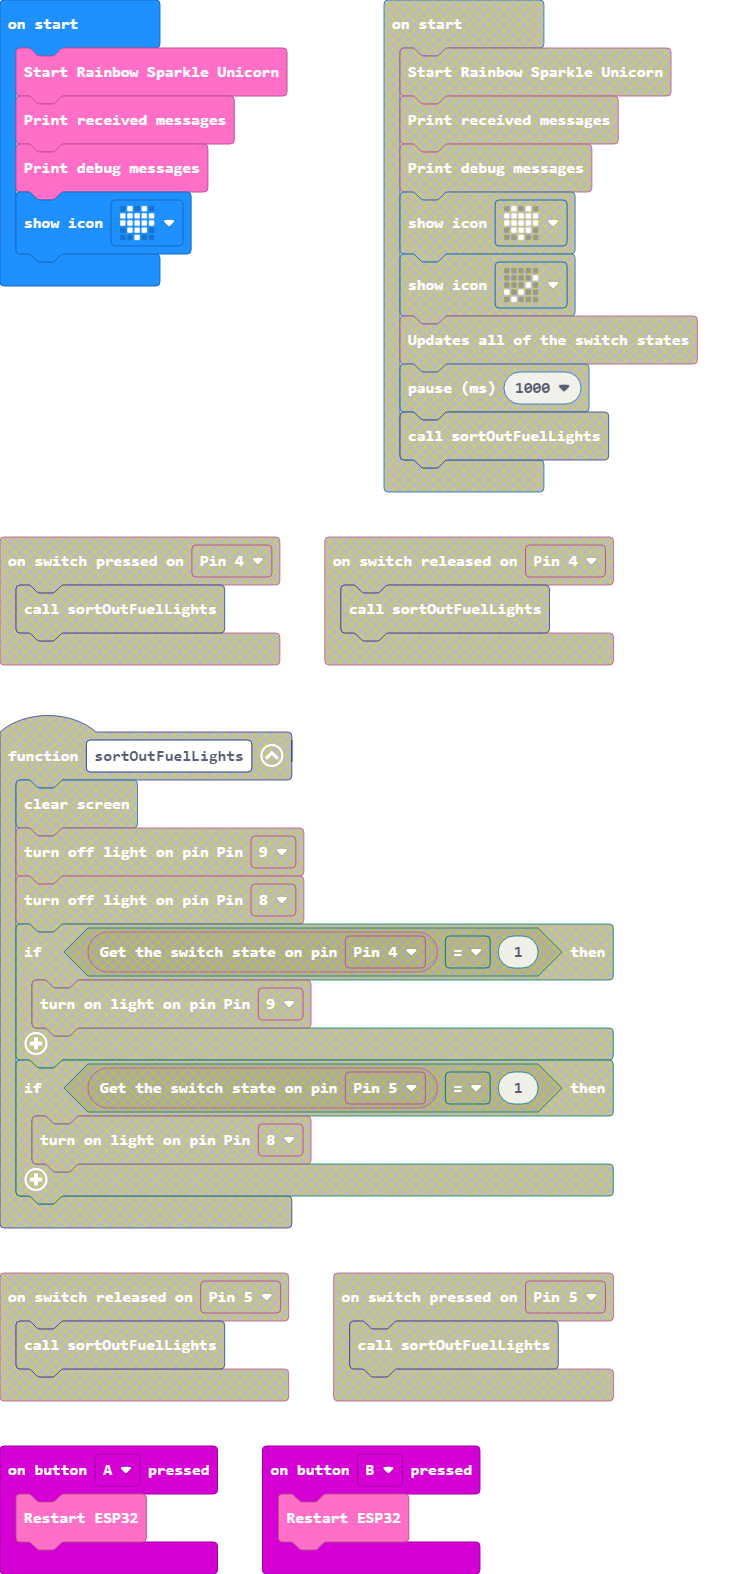 on start
Start Rainbow Sparkle Unicorn
Print received messages
Print debug messages
show icon
on start
Start Rainbow Sparkle Unicorn
Print received messages
Print debug messages
show icon
show icon
Updates all of the switch states
pause (ms) 1000
call sortOutFuelLights
on switch pressed on Pin 4
call sortOutFuelLights
on switch released on Pin 4
call sortOutFuelLights
function sortOutFuelLights
clear screen
turn off light on pin Pin 9
turn off light on pin Pin 8
if Get the switch state on pin Pin 4 = 1 then
turn on light on pin Pin 9
if Get the switch state on pin Pin 5 = 1 then
turn on light on pin Pin 8
on switch released on Pin 5
call sortOutFuelLights
on switch pressed on Pin 5
call sortOutFuelLights
on button A pressed
Restart ESP32
on button B pressed
Restart ESP32